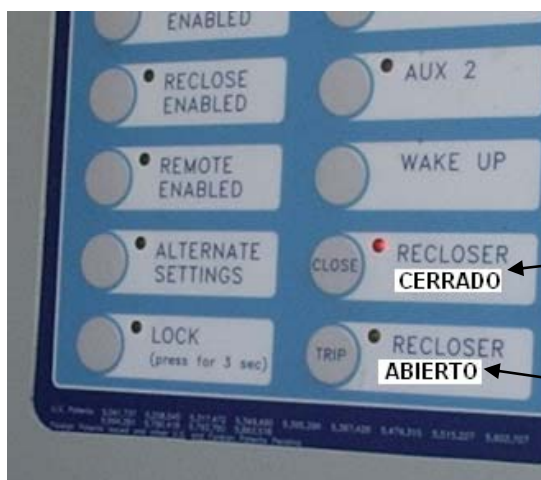 ENABLED
RECLOSE
ENABLED
AUX 2
REMOTE
ENABLED
WAKE UP
ALTERNATE
SETTINGS
CLOSE
RECLOSER
CERRADO
LOCK
(press for 3 sec)
TRIP
RECLOSER
ABIERTO